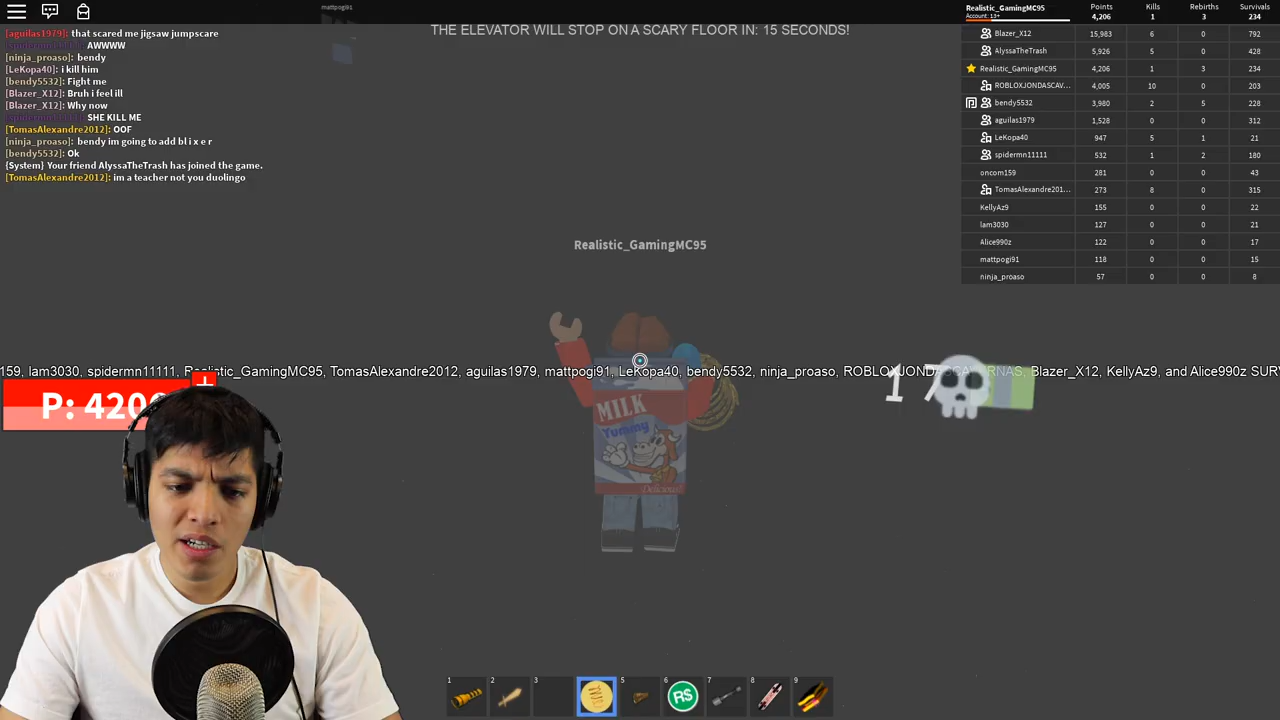 mattpogi91
THE ELEVATOR WILL STOP ON A SCARY FLOOR IN: 15 SECONDS!
[aguilas1979]: that scared me jigsaw jumpscare
[spidermn11111]: AWWWW
[ninja_proaso]: bendy
[LeKopa40]: i kill him
[bendy5532]: Fight me
[Blazer_X12]: Bruh i feel ill
[Blazer_X12]: Why now
[spidermn11111]: SHE KILL ME
[TomasAlexandre2012]: OOF
[ninja_proaso]: bendy im going to add bl i x e r
[bendy5532]: Ok
{System} Your friend AlyssaTheTrash has joined the game.
[TomasAlexandre2012]: im a teacher not you duolingo
Realistic_GamingMC95 Points Kills Rebirths Survivals
Account: 13+ 4,206 1 3 234
Blazer_X12 15,983 6 0 792
AlyssaTheTrash 5,926 5 0 428
Realistic_GamingMC95 4,206 1 3 234
ROBLOXJONDASCAV... 4,005 10 0 203
bendy5532 3,980 2 5 228
aguilas1979 1,528 0 0 312
LeKopa40 947 5 1 21
spidermn11111 532 1 2 180
oncom159 281 0 0 43
TomasAlexandre201... 273 8 0 315
KellyAz9 155 0 0 22
lam3030 127 0 0 21
Alice990z 122 0 0 17
mattpogi91 118 0 0 15
ninja_proaso 57 0 0 8
Realistic_GamingMC95
159, lam3030, spidermn11111, Realistic_GamingMC95, TomasAlexandre2012, aguilas1979, mattpogi91, LeKopa40, bendy5532, ninja_proaso, ROBLOXJONDASCAVERNAS, Blazer_X12, KellyAz9, and Alice990z SURV
+
P: 4206
1 7
MILK
Yummy
Delicious!
1 2 3 5 6 7 8 9
RS